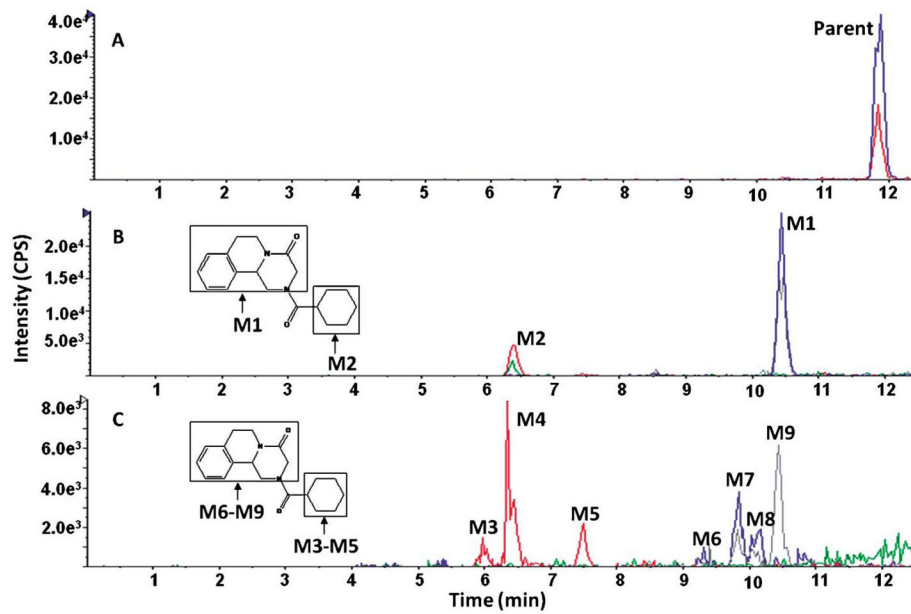 4.0e⁴
A
Parent
3.0e⁴
2.0e⁴
1.0e⁴
1 2 3 4 5 6 7 8 9 10 11 12
Intensity (CPS)
B
M1
2.0e⁴
1.5e⁴
1.0e⁴
5.0e³
N
O
N
O
M1
M2
M2
1 2 3 4 5 6 7 8 9 10 11 12
8.0e³
C
M4
6.0e³
M9
4.0e³
N
O
N
O
M7
2.0e³
M6-M9
M3
M5
M6
M8
M3-M5
1 2 3 4 5 6 7 8 9 10 11 12
Time (min)